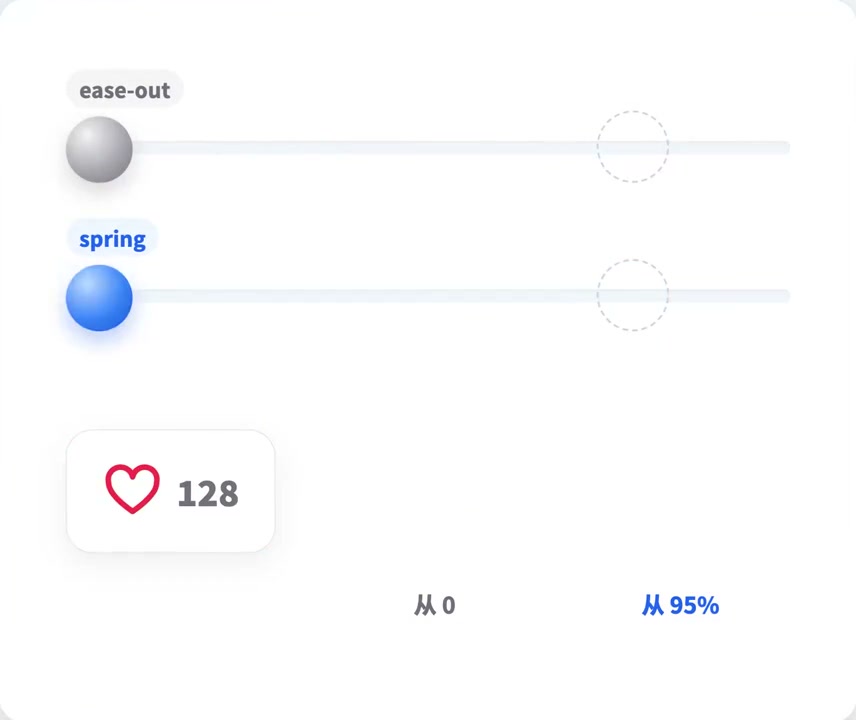 ease-out
spring
128
从 0
从 95%